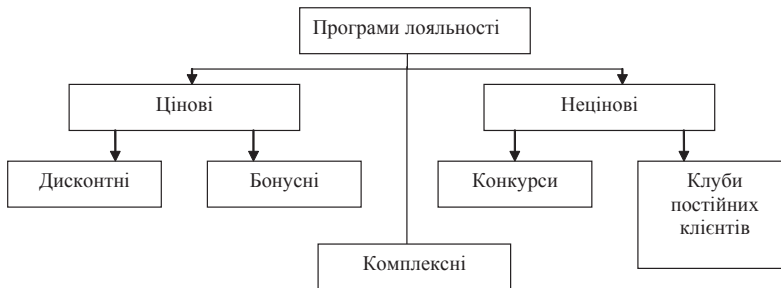 Програми лояльності
Цінові
Нецінові
Дисконтні
Бонусні
Конкурси
Клуби
постійних
клієнтів
Комплексні